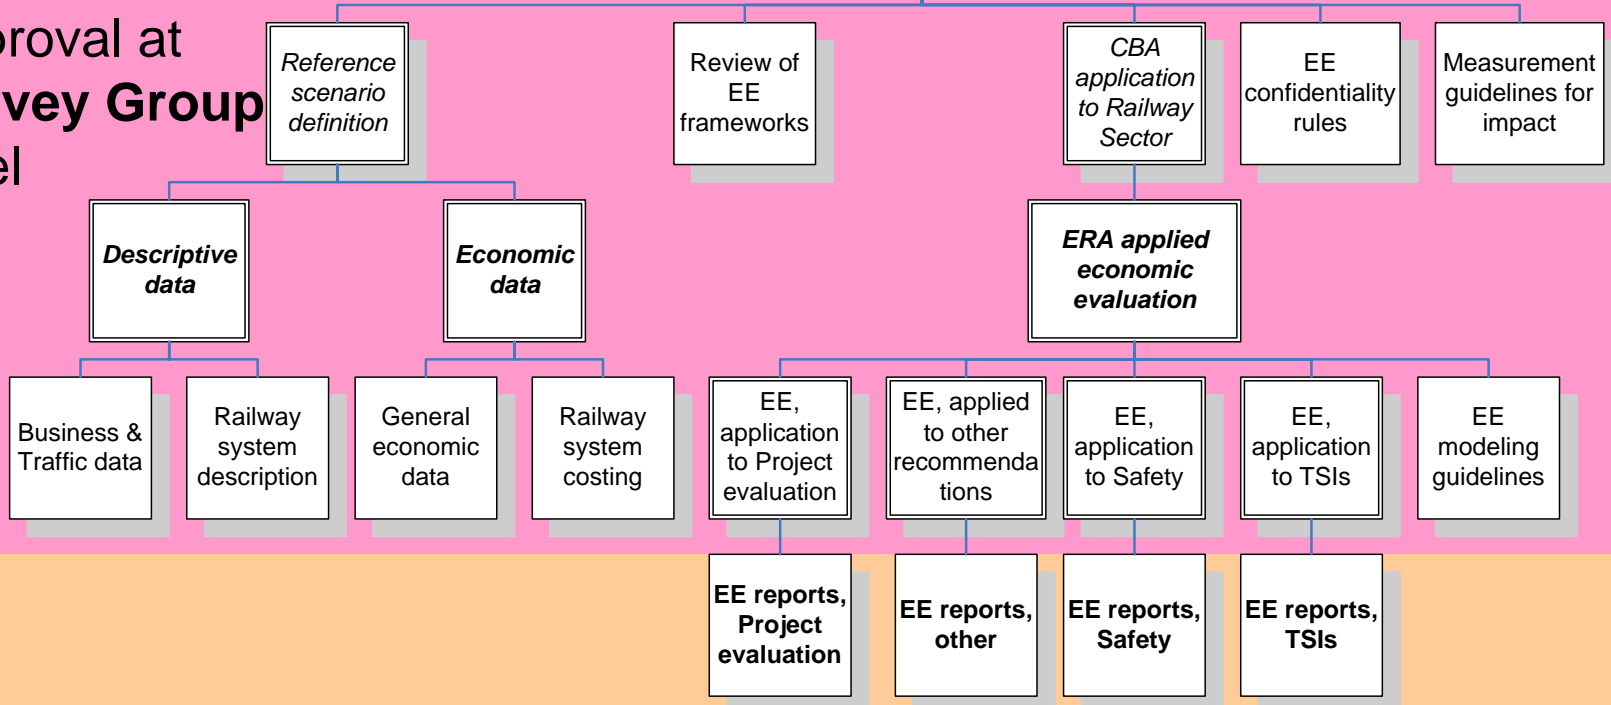 proval at
vey Group
el
Reference
scenario
definition
Review of
EE
frameworks
CBA
application
to Railway
Sector
EE
confidentiality
rules
Measurement
guidelines for
impact
Descriptive
data
Economic
data
ERA applied
economic
evaluation
Business &
Traffic data
Railway
system
description
General
economic
data
Railway
system
costing
EE,
application
to Project
evaluation
EE, applied
to other
recommenda
tions
EE,
application
to Safety
EE,
application
to TSIs
EE
modeling
guidelines
EE reports,
Project
evaluation
EE reports,
other
EE reports,
Safety
EE reports,
TSIs